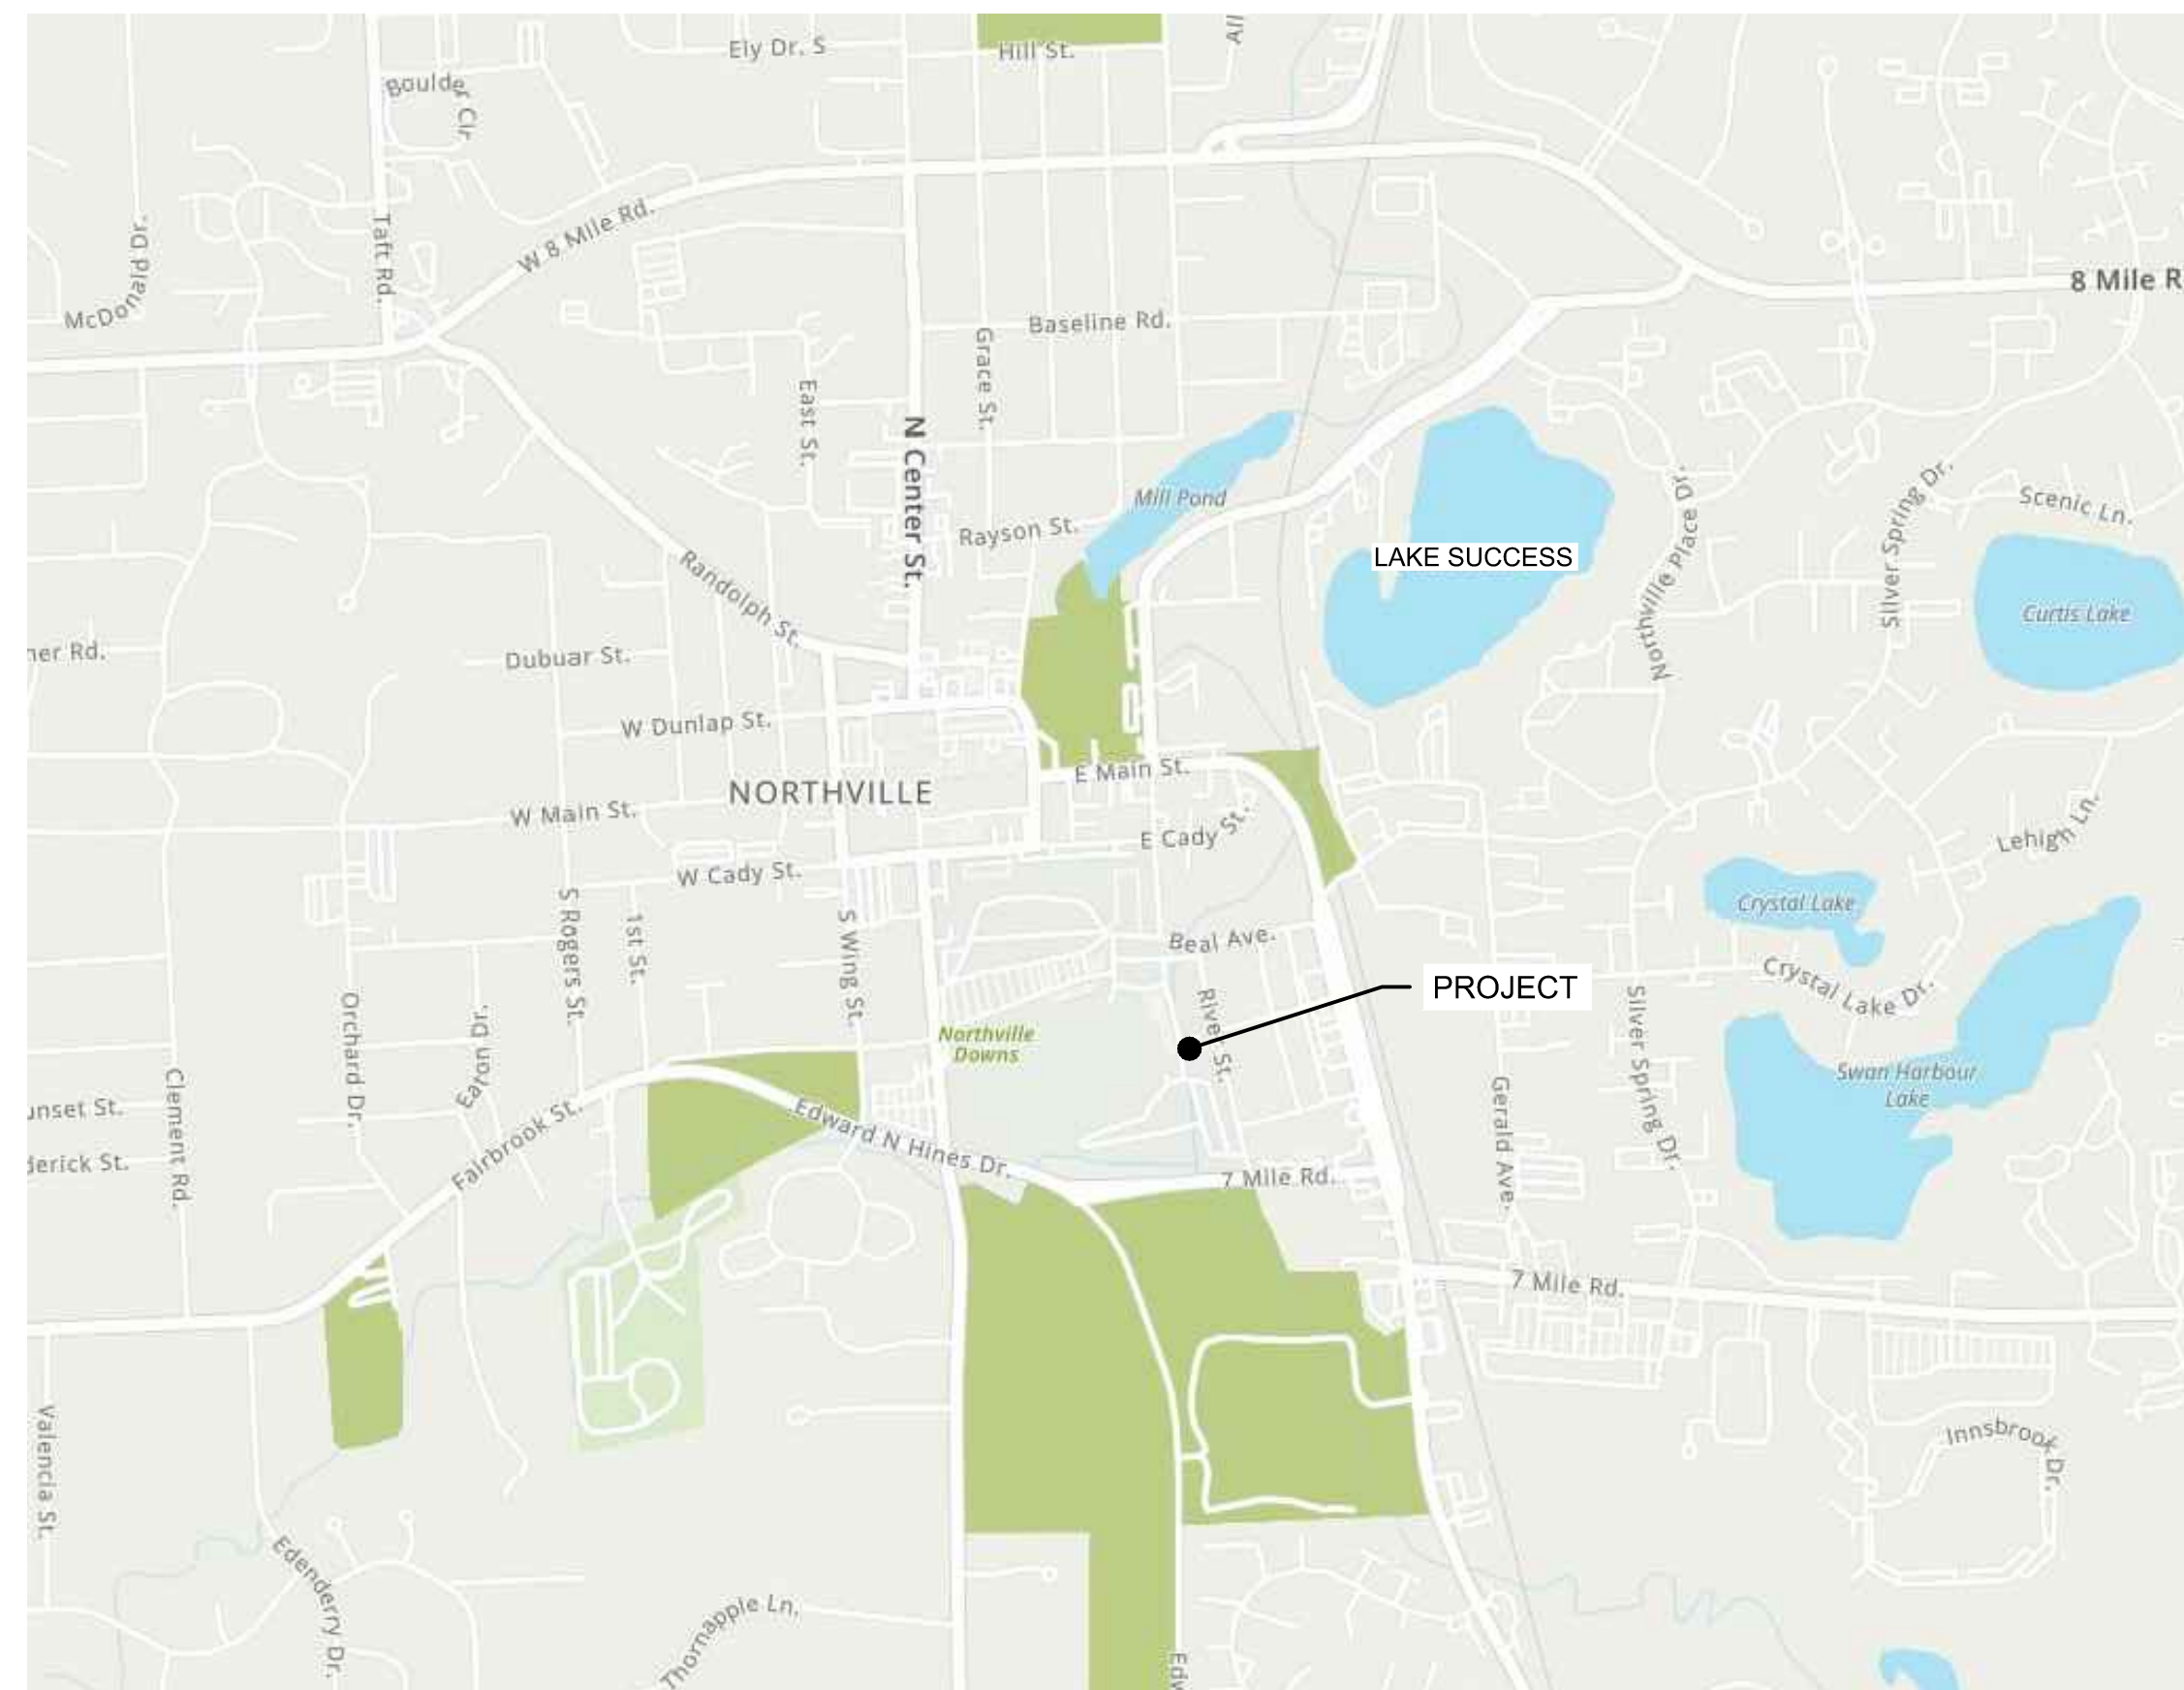 Ely Dr. S
Hill St.
All
Boulder Cir
McDonald Dr.
Taft Rd.
W 8 Mile Rd.
8 Mile R
Baseline Rd.
Grace St.
East St.
N Center St.
Mill Pond
Rayson St.
LAKE SUCCESS
Northville Place Dr.
Silver Spring Dr.
Scenic Ln.
Curtis Lake
Randolph St.
ner Rd.
Dubuar St.
W Dunlap St.
E Main St.
NORTHVILLE
W Main St.
E Cady St.
Lehigh Ln.
W Cady St.
Crystal Lake
S Rogers St.
1st St.
S Wing St.
Beal Ave.
Crystal Lake Dr.
PROJECT
River St.
Orchard Dr.
Eaton Dr.
Northville
Downs
Silver Spring Dr.
Swan Harbour
Lake
Clement Rd.
unset St.
derick St.
Fairbrook St.
Edward N Hines Dr.
7 Mile Rd.
Gerald Ave.
7 Mile Rd.
Valencia St.
Innsbrook Dr.
Edenderry Dr.
Thornapple Ln.
Edw